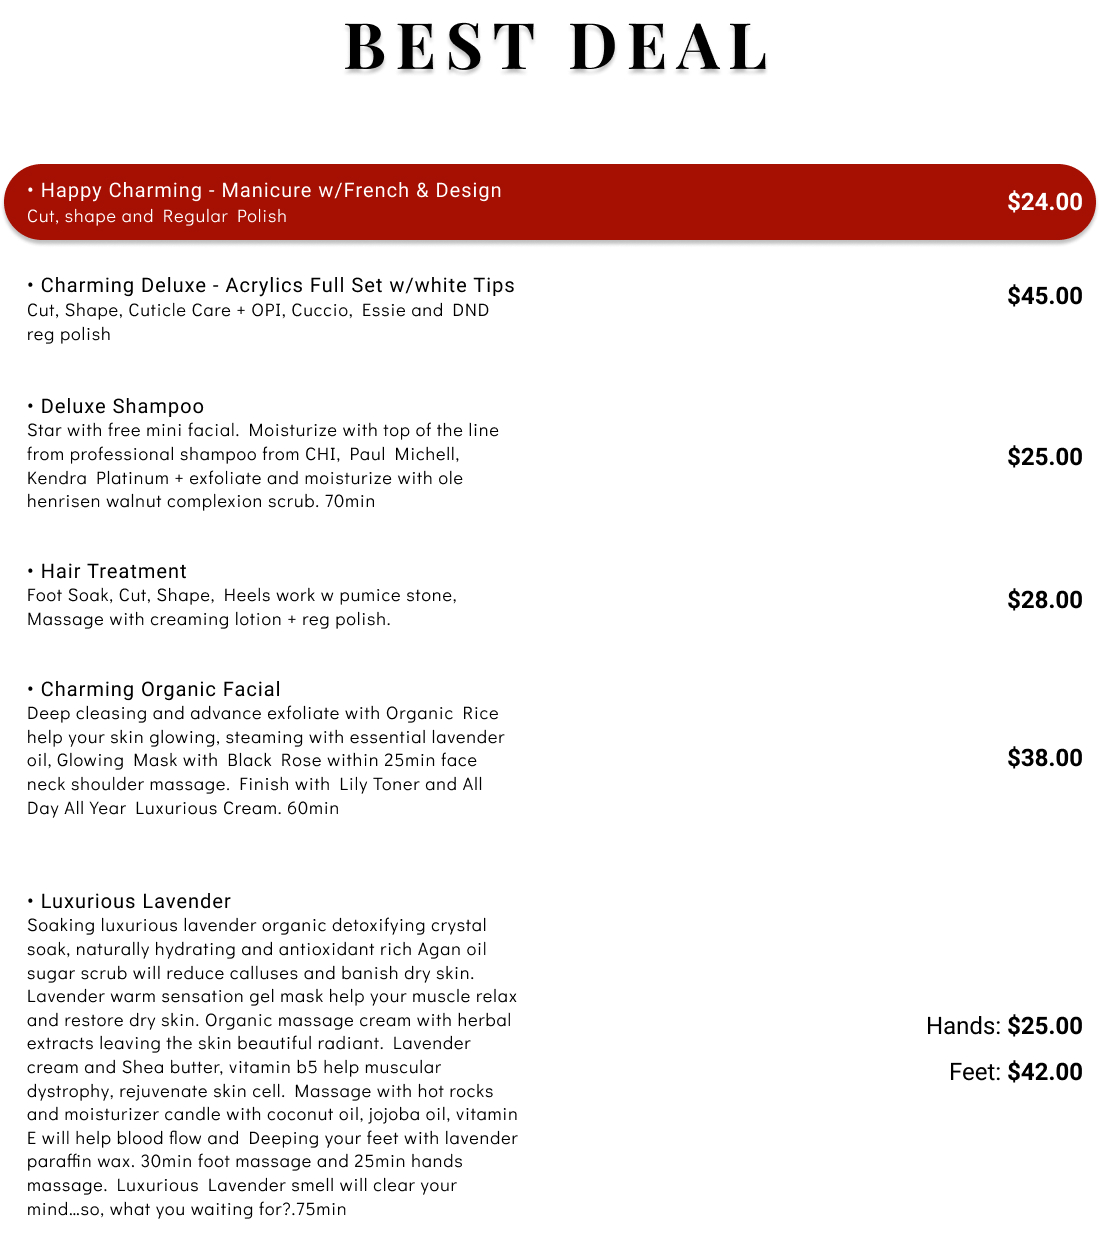 BEST DEAL
• Happy Charming - Manicure w/French & Design
Cut, shape and Regular Polish
$24.00
• Charming Deluxe - Acrylics Full Set w/white Tips
Cut, Shape, Cuticle Care + OPI, Cuccio, Essie and DND
reg polish
$45.00
• Deluxe Shampoo
Star with free mini facial. Moisturize with top of the line
from professional shampoo from CHI, Paul Michell,
Kendra Platinum + exfoliate and moisturize with ole
henrisen walnut complexion scrub. 70min
$25.00
• Hair Treatment
Foot Soak, Cut, Shape, Heels work w pumice stone,
Massage with creaming lotion + reg polish.
$28.00
• Charming Organic Facial
Deep cleasing and advance exfoliate with Organic Rice
help your skin glowing, steaming with essential lavender
oil, Glowing Mask with Black Rose within 25min face
neck shoulder massage. Finish with Lily Toner and All
Day All Year Luxurious Cream. 60min
$38.00
• Luxurious Lavender
Soaking luxurious lavender organic detoxifying crystal
soak, naturally hydrating and antioxidant rich Agan oil
sugar scrub will reduce calluses and banish dry skin.
Lavender warm sensation gel mask help your muscle relax
and restore dry skin. Organic massage cream with herbal
extracts leaving the skin beautiful radiant. Lavender
cream and Shea butter, vitamin b5 help muscular
dystrophy, rejuvenate skin cell. Massage with hot rocks
and moisturizer candle with coconut oil, jojoba oil, vitamin
E will help blood flow and Deeping your feet with lavender
paraffin wax. 30min foot massage and 25min hands
massage. Luxurious Lavender smell will clear your
mind...so, what you waiting for?.75min
Hands: $25.00
Feet: $42.00